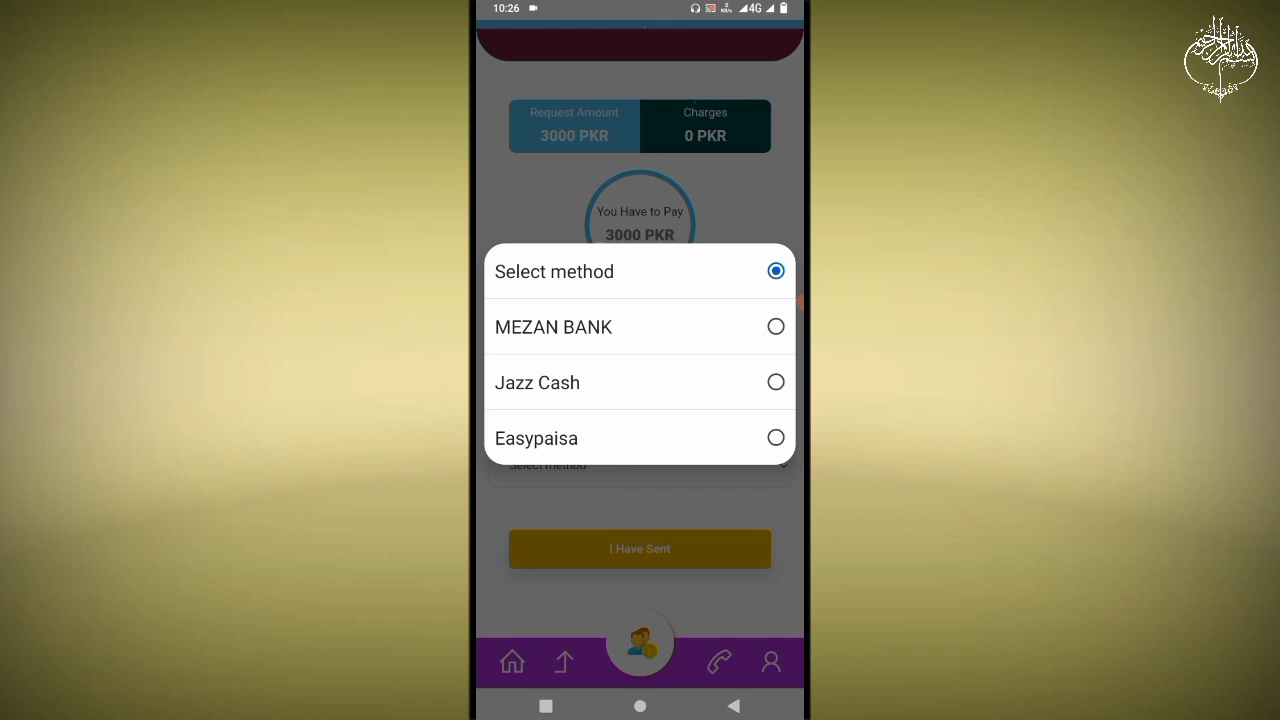 10:26
4G
Request Amount
3000 PKR
Charges
0 PKR
You Have to Pay
3000 PKR
Select method
MEZAN BANK
Jazz Cash
Easypaisa
Select method
I Have Sent